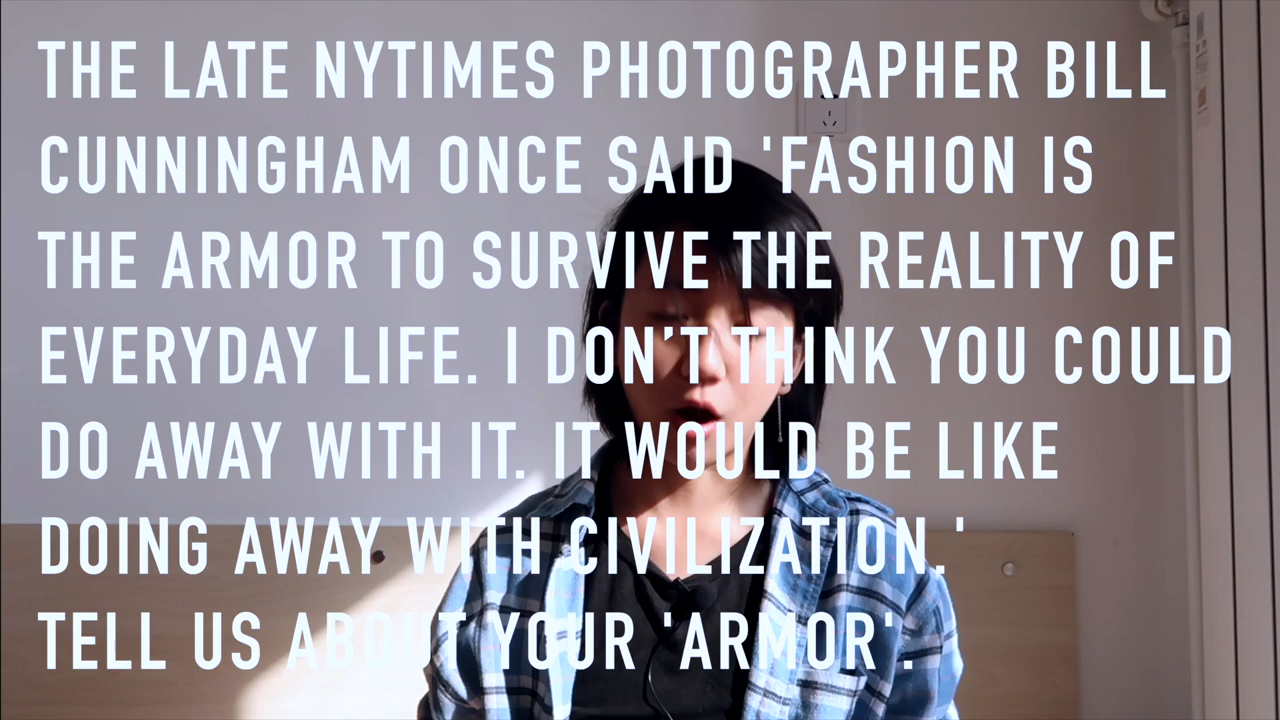 THE LATE NYTIMES PHOTOGRAPHER BILL
CUNNINGHAM ONCE SAID 'FASHION IS
THE ARMOR TO SURVIVE THE REALITY OF
EVERYDAY LIFE. I DON’T THINK YOU COULD
DO AWAY WITH IT. IT WOULD BE LIKE
DOING AWAY WITH CIVILIZATION.'
TELL US ABOUT YOUR 'ARMOR'.